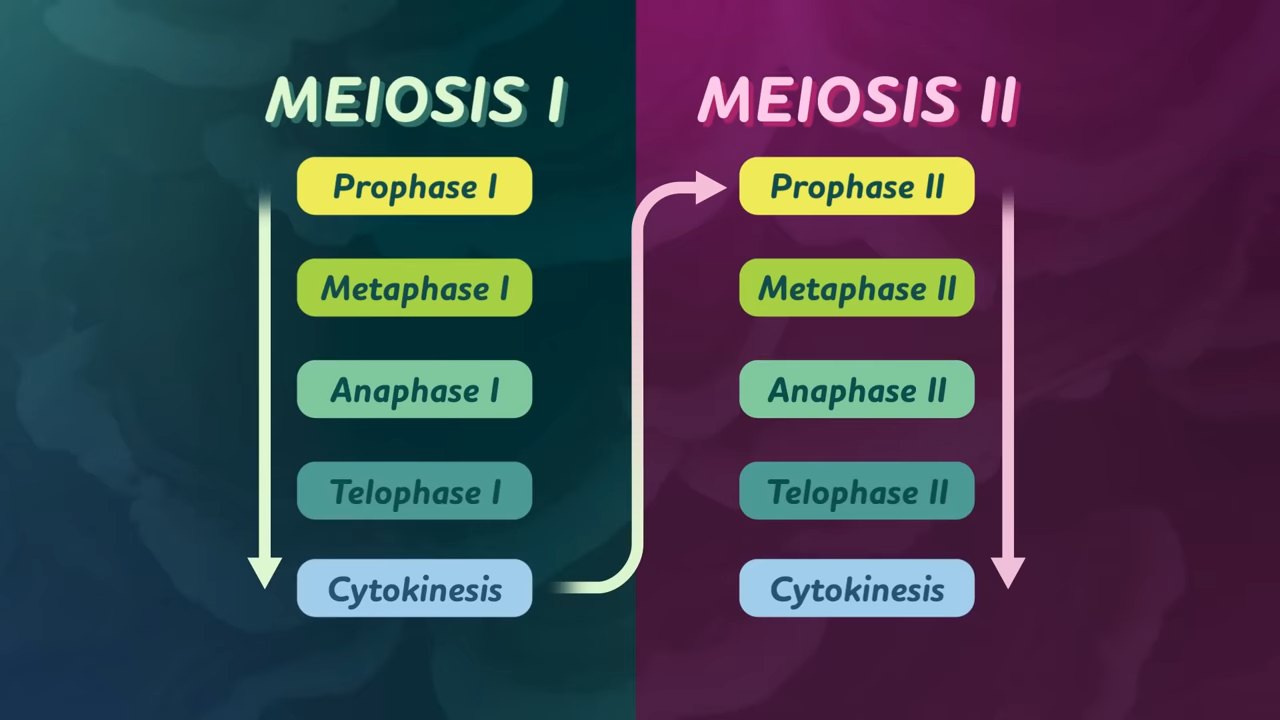 MEIOSIS I
Prophase I
Metaphase I
Anaphase I
Telophase I
Cytokinesis
MEIOSIS II
Prophase II
Metaphase II
Anaphase II
Telophase II
Cytokinesis